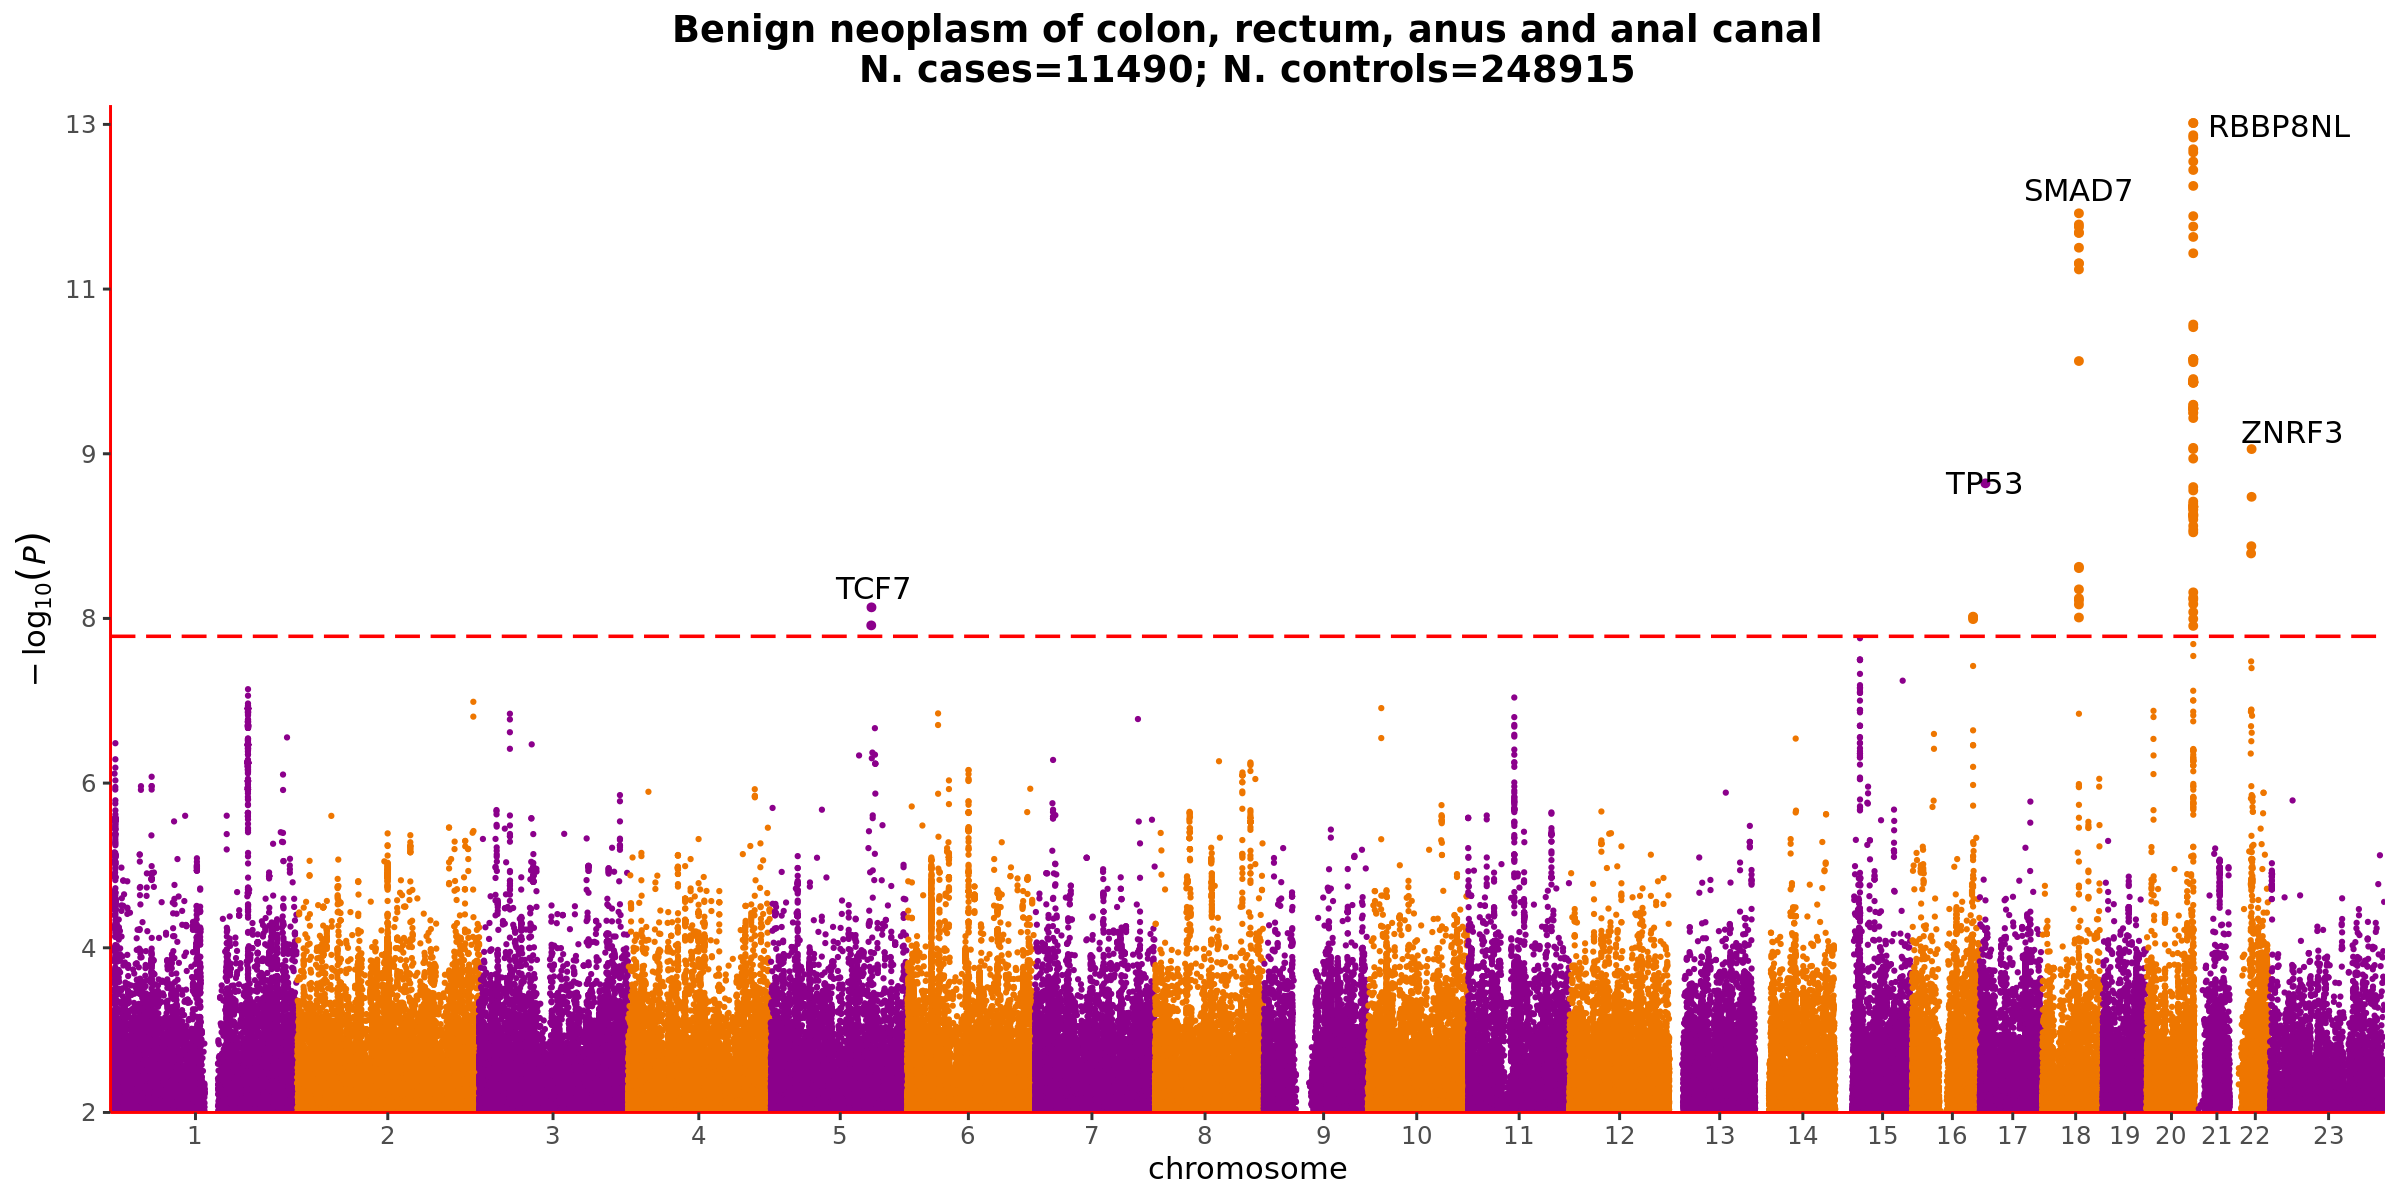 Benign neoplasm of colon, rectum, anus and anal canal
N. cases=11490; N. controls=248915
13
RBBP8NL
SMAD7
11
ZNRF3
9
TP53
TCF7
8
6
4
2
− log10(P)
1 2 3 4 5 6 7 8 9 10 11 12 13 14 15 16 17 18 19 20 21 22 23
chromosome